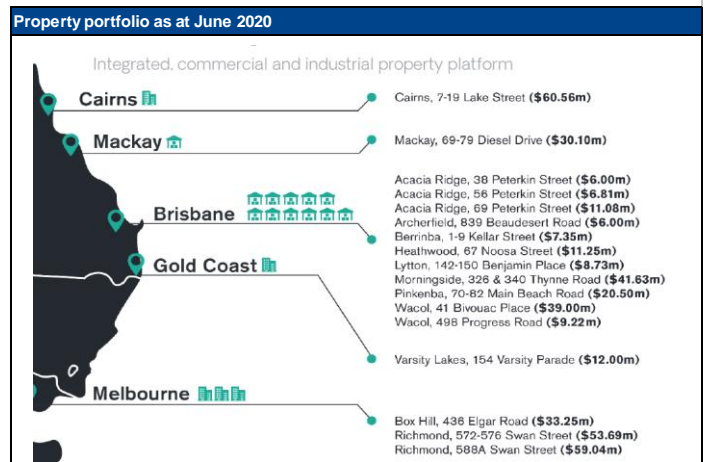 Property portfolio as at June 2020
Integrated, commercial and industrial property platform
Cairns
Cairns, 7-19 Lake Street ($60.56m)
Mackay
Mackay, 69-79 Diesel Drive ($30.10m)
Brisbane
Acacia Ridge, 38 Peterkin Street ($6.00m)
Acacia Ridge, 56 Peterkin Street ($6.81m)
Acacia Ridge, 69 Peterkin Street ($11.08m)
Archerfield, 839 Beaudesert Road ($6.00m)
Berrinba, 1-9 Kellar Street ($7.35m)
Heathwood, 67 Noosa Street ($11.25m)
Lytton, 142-150 Benjamin Place ($8.73m)
Morningside, 326 & 340 Thynne Road ($41.63m)
Pinkenba, 70-82 Main Beach Road ($20.50m)
Wacol, 41 Bivouac Place ($39.00m)
Wacol, 498 Progress Road ($9.22m)
Gold Coast
Varsity Lakes, 154 Varsity Parade ($12.00m)
Melbourne
Box Hill, 436 Elgar Road ($33.25m)
Richmond, 572-576 Swan Street ($53.69m)
Richmond, 588A Swan Street ($59.04m)